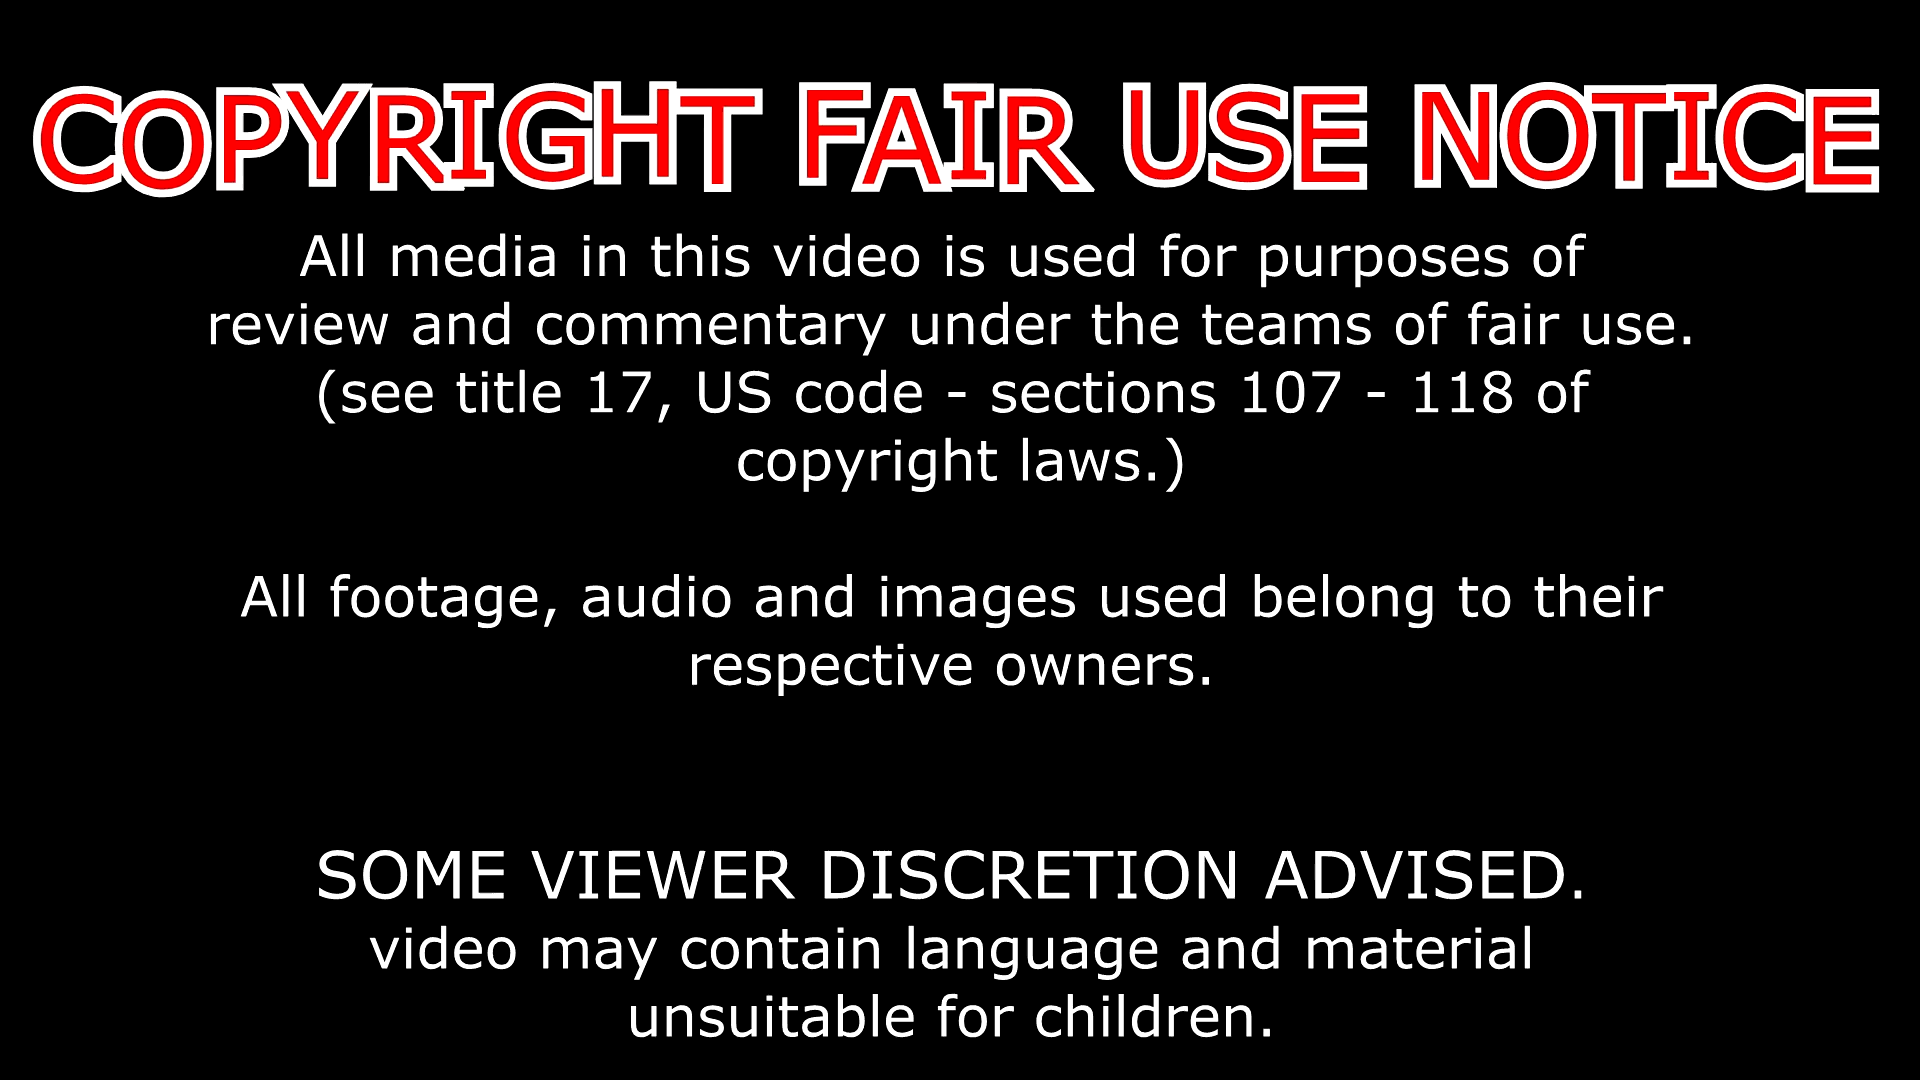 COPYRIGHT FAIR USE NOTICE
All media in this video is used for purposes of
review and commentary under the teams of fair use.
(see title 17, US code - sections 107 - 118 of
copyright laws.)
All footage, audio and images used belong to their
respective owners.
SOME VIEWER DISCRETION ADVISED.
video may contain language and material
unsuitable for children.